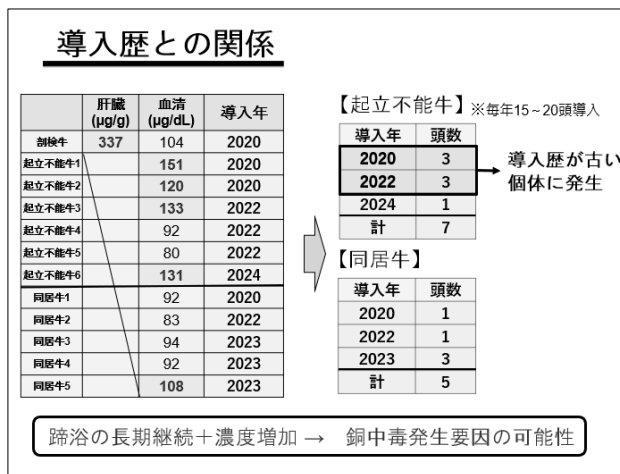 導入歴との関係
肝臓 (μg/g) 血清 (μg/dL) 導入年
剖検牛 337 104 2020
起立不能牛1 151 2020
起立不能牛2 120 2020
起立不能牛3 133 2022
起立不能牛4 92 2022
起立不能牛5 80 2022
起立不能牛6 131 2024
同居牛1 92 2020
同居牛2 83 2022
同居牛3 94 2023
同居牛4 92 2023
同居牛5 108 2023
【起立不能牛】 ※毎年15~20頭導入
導入年 頭数
2020 3
2022 3
2024 1
計 7
導入歴が古い
個体に発生
【同居牛】
導入年 頭数
2020 1
2022 1
2023 3
計 5
蹄浴の長期継続+濃度増加 → 銅中毒発生要因の可能性